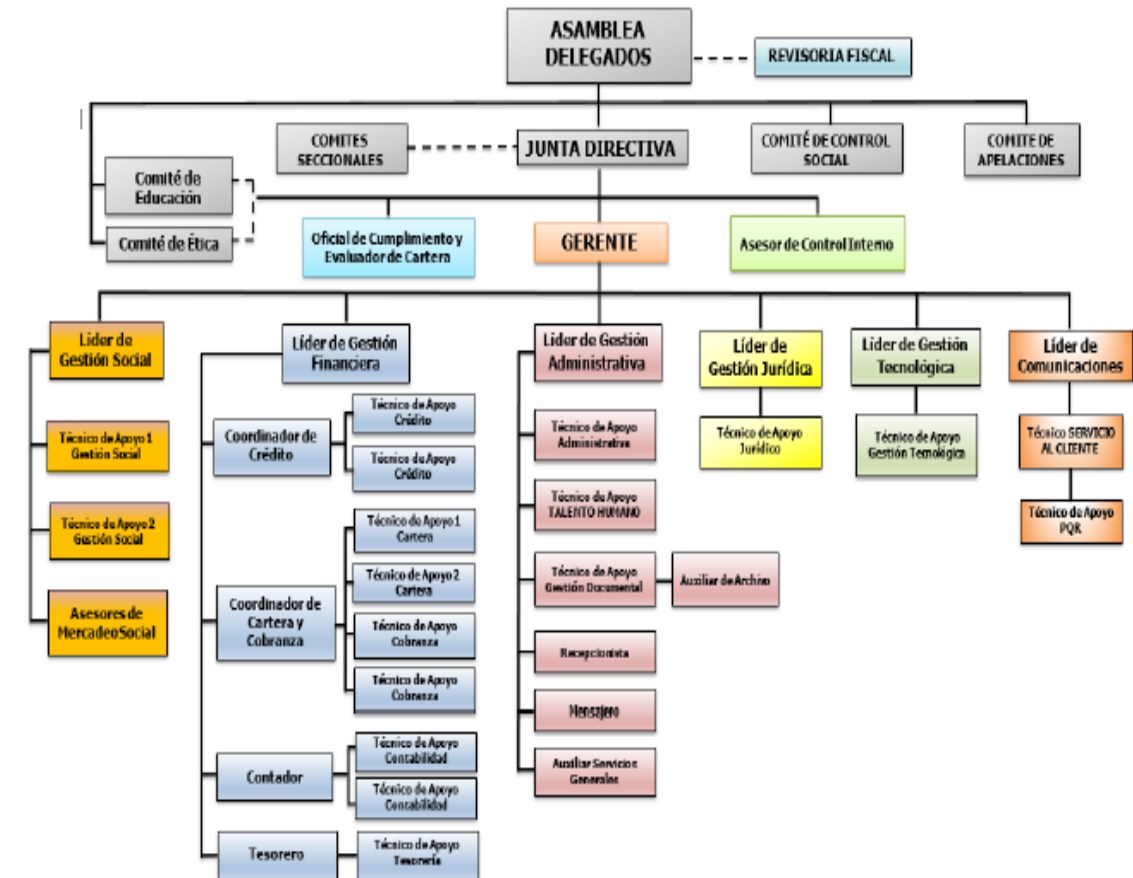 ASAMBLEA
DELEGADOS
REVISORIA FISCAL
COMITES
SECCIONALES
JUNTA DIRECTIVA
COMITÉ DE CONTROL
SOCIAL
COMITE DE
APELACIONES
Comité de
Educación
Comité de Ética
Oficial de Cumplimiento y
Evaluador de Cartera
GERENTE
Asesor de Control Interno
Líder de
Gestión Social
Líder de Gestión
Financiera
Líder de Gestión
Administrativa
Líder de
Gestión Jurídica
Líder de Gestión
Tecnológica
Líder de
Comunicaciones
Técnico de Apoyo 1
Gestión Social
Técnico de Apoyo 2
Gestión Social
Asesores de
Mercadeo Social
Coordinador de
Crédito
Técnico de Apoyo
Crédito
Técnico de Apoyo
Crédito
Coordinador de
Cartera y
Cobranza
Técnico de Apoyo 1
Cartera
Técnico de Apoyo 2
Cartera
Técnico de Apoyo
Cobranza
Técnico de Apoyo
Cobranza
Contador
Técnico de Apoyo
Contabilidad
Técnico de Apoyo
Contabilidad
Tesorero
Técnico de Apoyo
Tesorería
Técnico de Apoyo
Administrativa
Técnico de Apoyo
TALENTO HUMANO
Técnico de Apoyo
Gestión Documental
Auxiliar de Archivo
Recepcionista
Mensajero
Auxiliar Servicios
Generales
Técnico de Apoyo
Jurídico
Técnico de Apoyo
Gestión Tecnológica
Técnico SERVICIO
AL CLIENTE
Técnico de Apoyo
PQR